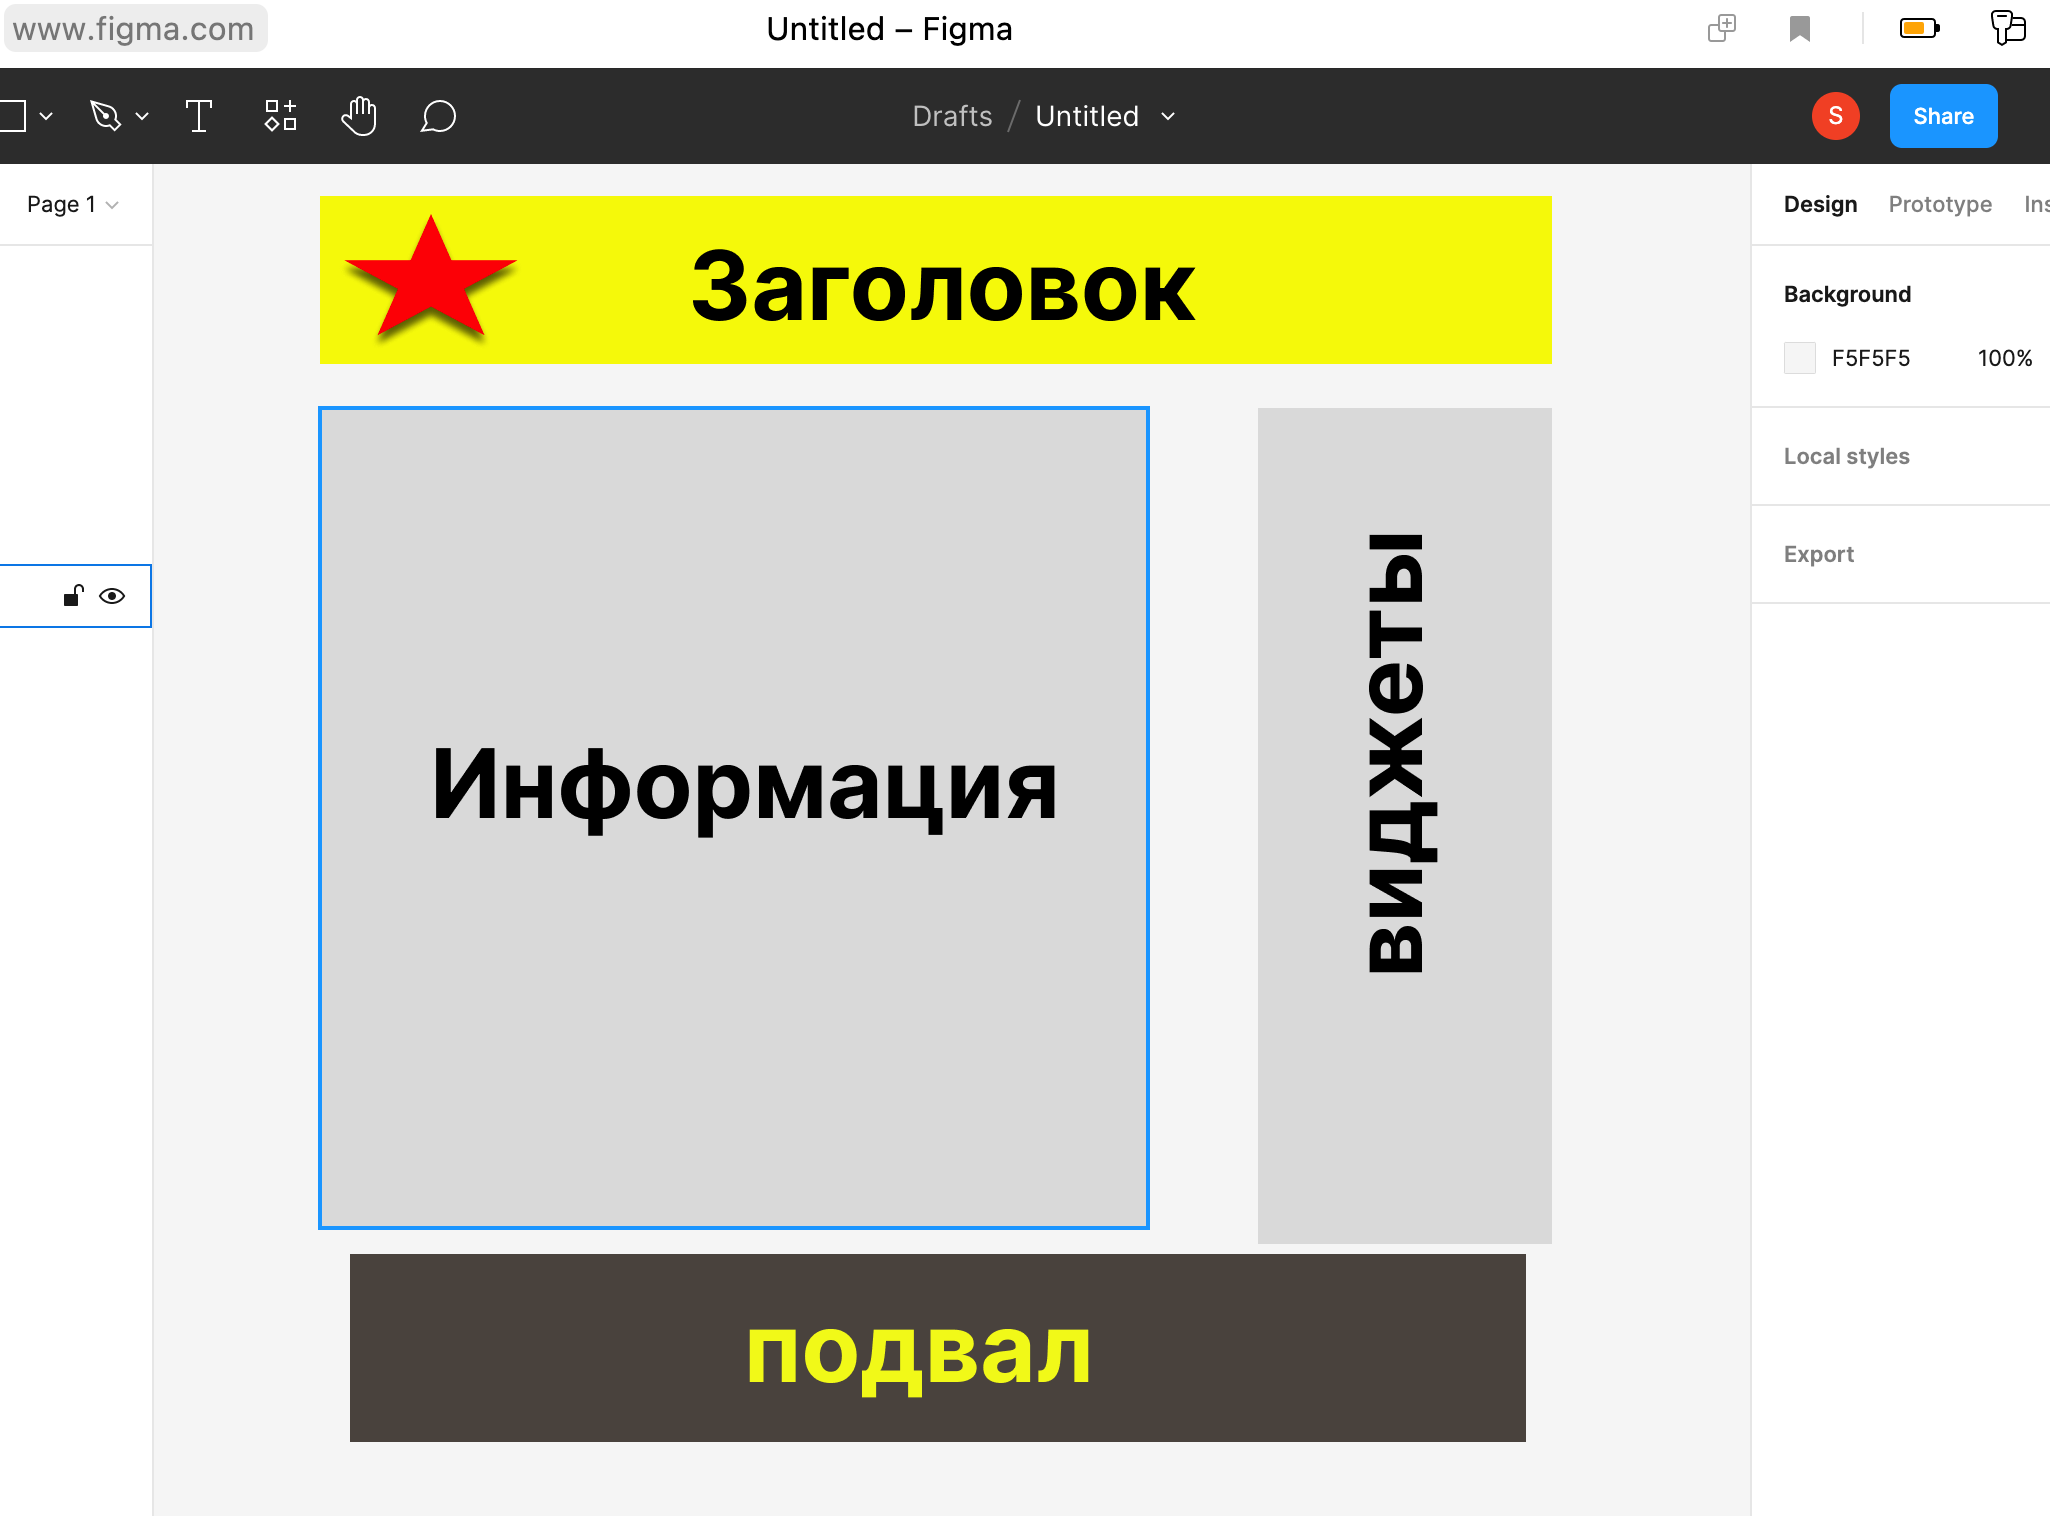 www.figma.com
Untitled – Figma
Drafts / Untitled
S
Share
Page 1
Design
Prototype
Ins
Background
F5F5F5
100%
Local styles
Export
Заголовок
Информация
виджеты
подвал